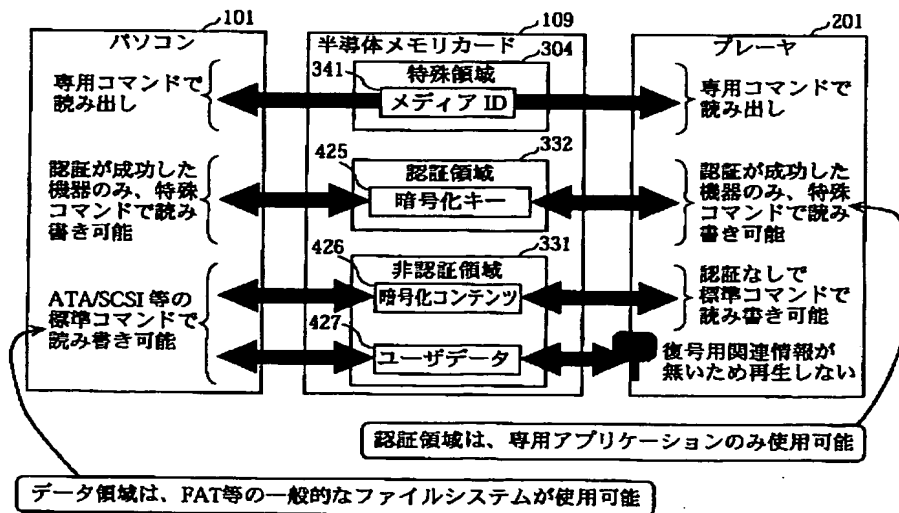 101
パソコン
専用コマンドで
読み出し
認証が成功した
機器のみ、特殊
コマンドで読み
書き可能
ATA/SCSI 等の
標準コマンドで
読み書き可能
109
半導体メモリカード
304
特殊領域
341
メディア ID
332
認証領域
425
暗号化キー
331
非認証領域
426
暗号化コンテンツ
427
ユーザデータ
201
プレーヤ
専用コマンドで
読み出し
認証が成功した
機器のみ、特殊
コマンドで読み
書き可能
認証なしで
標準コマンドで
読み書き可能
復号用関連情報が
無いため再生しない
認証領域は、専用アプリケーションのみ使用可能
データ領域は、FAT等の一般的なファイルシステムが使用可能